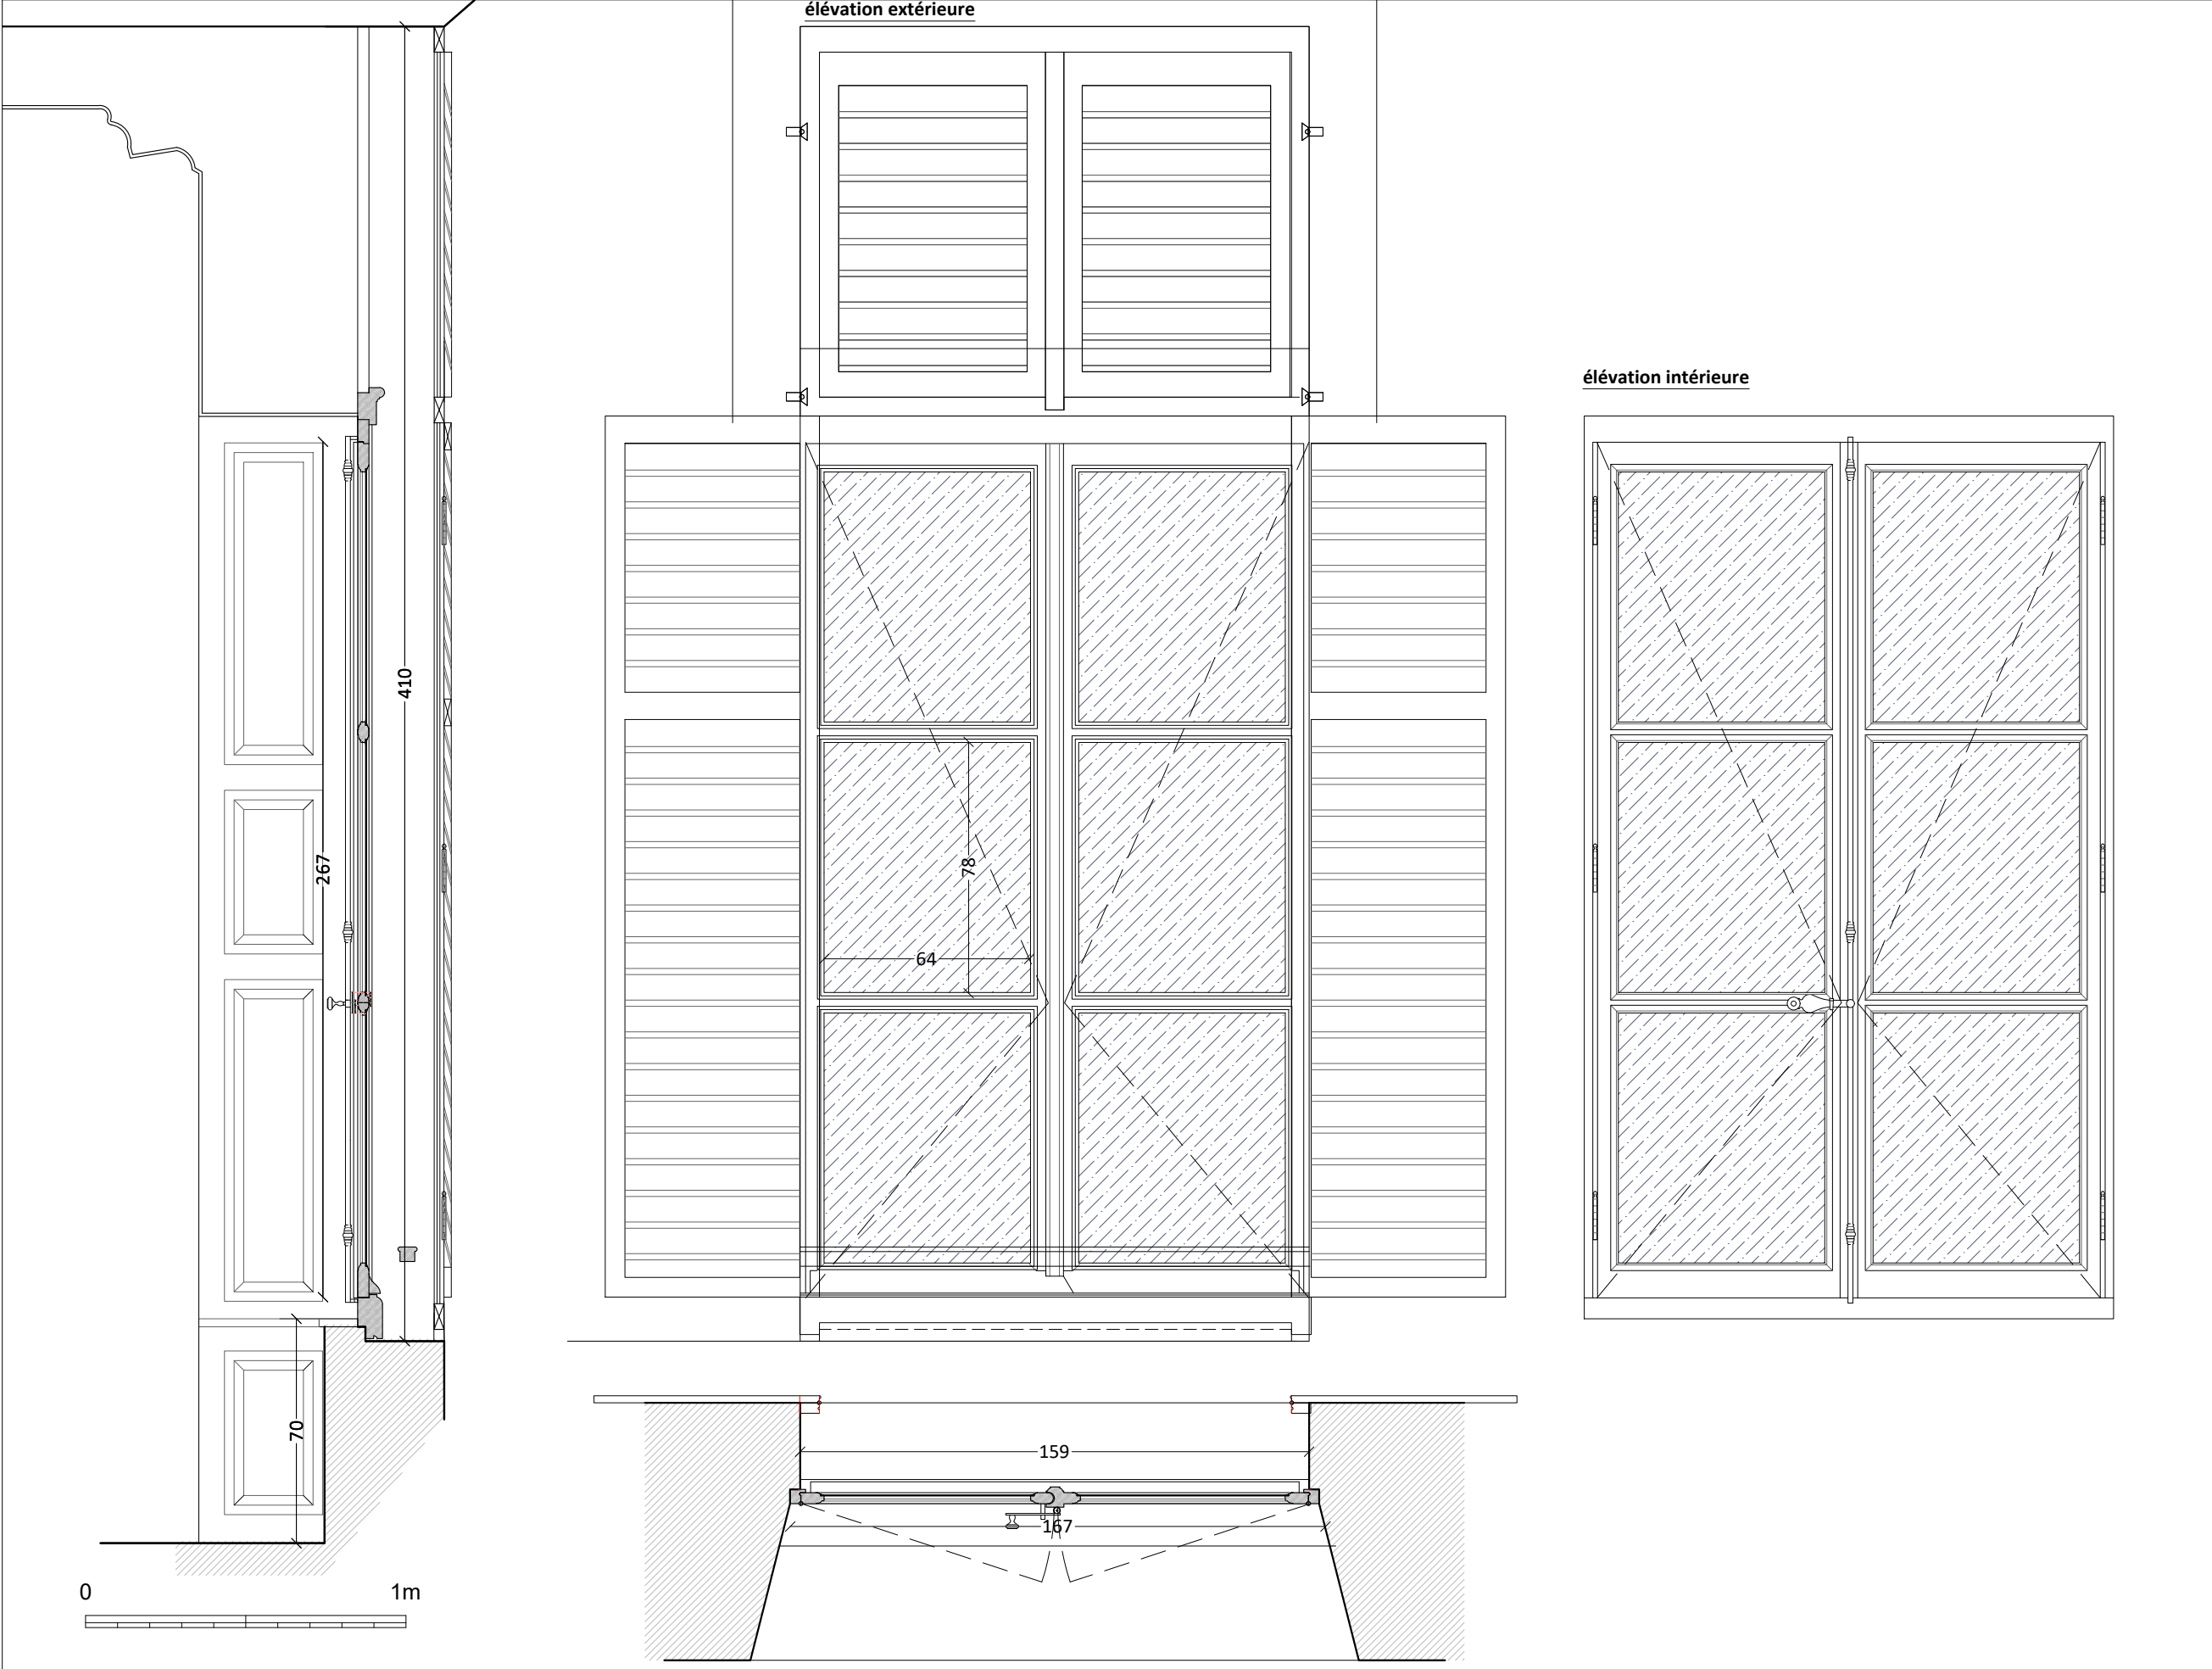 élévation extérieure
élévation intérieure
410
267
78
64
70
159
167
0 1m